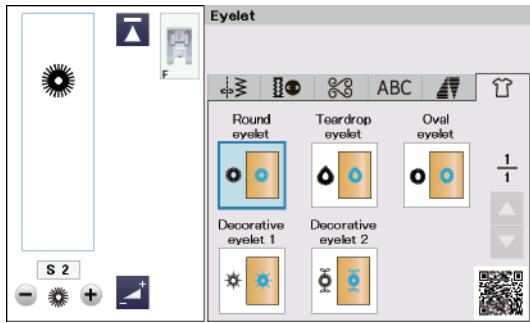 F
S 2
Eyelet
ABC
Round
eyelet
Teardrop
eyelet
Oval
eyelet
1
1
Decorative
eyelet 1
Decorative
eyelet 2